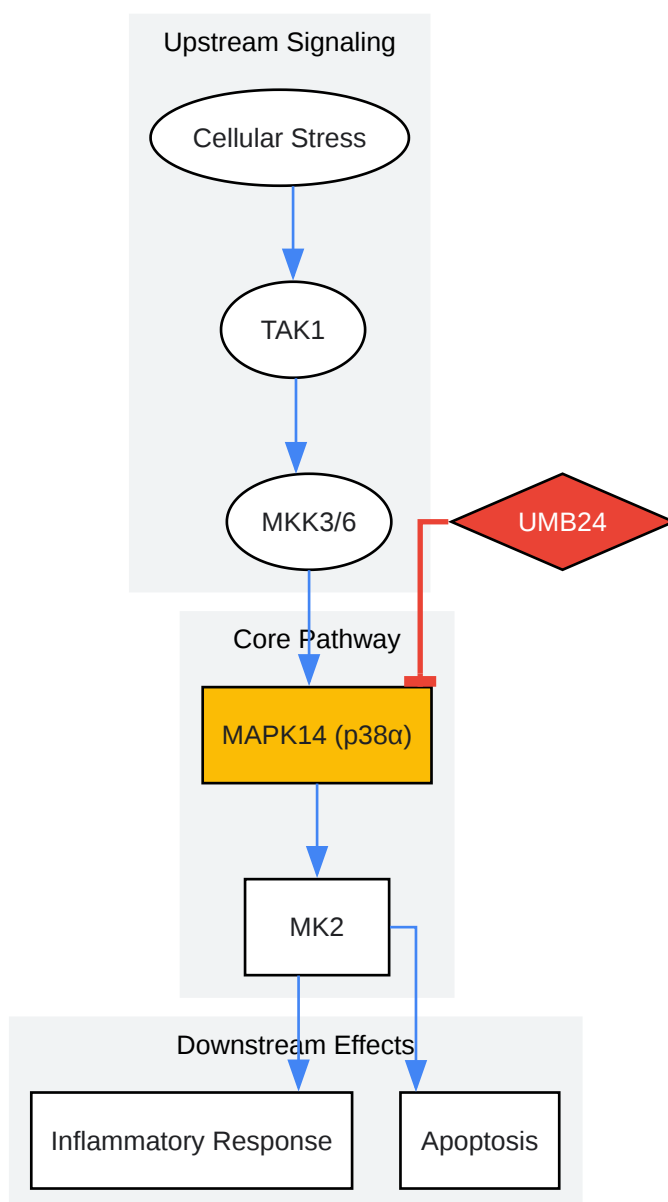 Upstream Signaling
Cellular Stress
TAK1
MKK3/6
UMB24
Core Pathway
MAPK14 (p38α)
MK2
Downstream Effects
Inflammatory Response
Apoptosis